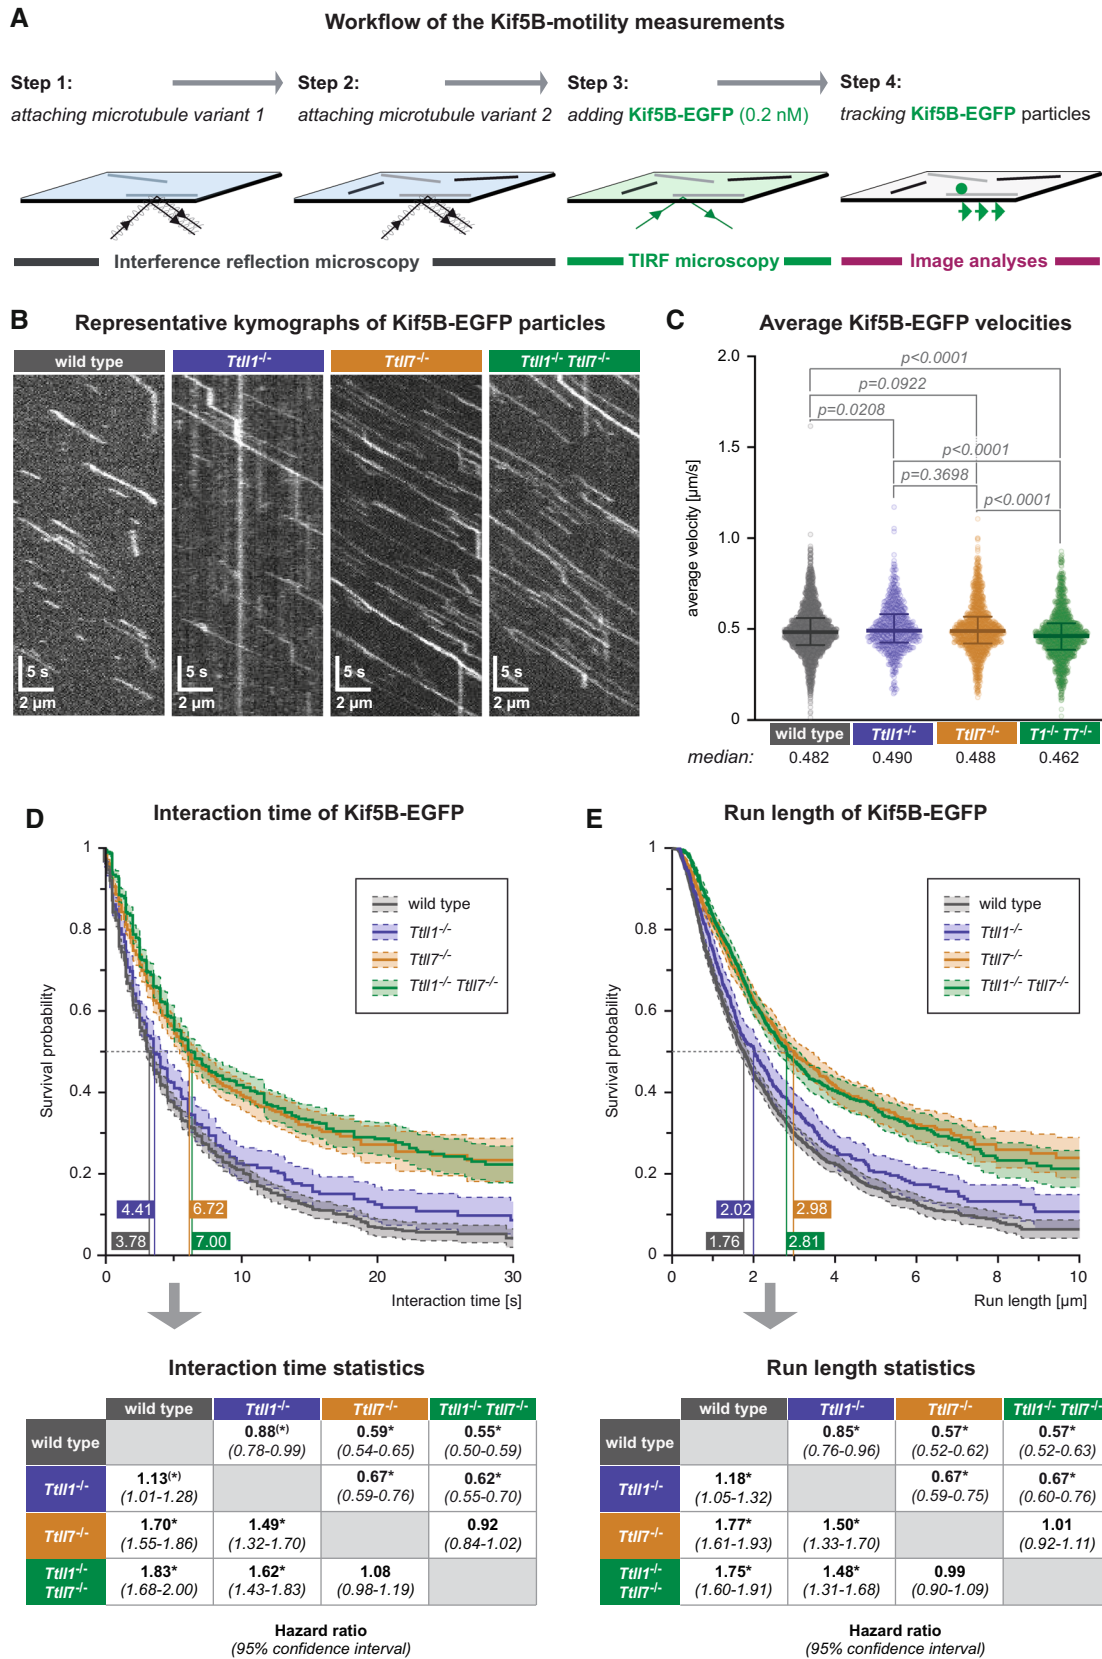 A
Workflow of the Kif5B-motility measurements
Step 1:
attaching microtubule variant 1
Step 2:
attaching microtubule variant 2
Step 3:
adding Kif5B-EGFP (0.2 nM)
Step 4:
tracking Kif5B-EGFP particles
Interference reflection microscopy
TIRF microscopy
Image analyses
B
Representative kymographs of Kif5B-EGFP particles
wild type
Ttll1-/-
Ttll7-/-
Ttll1-/- Ttll7-/-
5 s
2 µm
5 s
2 µm
5 s
2 µm
5 s
2 µm
C
Average Kif5B-EGFP velocities
average velocity [µm/s]
2.0
1.5
1.0
0.5
0
p<0.0001
p=0.0922
p=0.0208
p<0.0001
p=0.3698
p<0.0001
wild type
Ttll1-/-
Ttll7-/-
T1-/- T7-/-
median: 0.482 0.490 0.488 0.462
D
Interaction time of Kif5B-EGFP
Survival probability
1
0.8
0.6
0.4
0.2
0
wild type
Ttll1-/-
Ttll7-/-
Ttll1-/- Ttll7-/-
4.41
6.72
3.78
7.00
0 10 20 30
Interaction time [s]
E
Run length of Kif5B-EGFP
Survival probability
1
0.8
0.6
0.4
0.2
0
wild type
Ttll1-/-
Ttll7-/-
Ttll1-/- Ttll7-/-
2.02
2.98
1.76
2.81
0 2 4 6 8 10
Run length [µm]
Interaction time statistics
wild type Ttll1-/- Ttll7-/- Ttll1-/- Ttll7-/-
wild type 0.88(*) 0.59* 0.55*
(0.78-0.99) (0.54-0.65) (0.50-0.59)
Ttll1-/- 1.13(*) 0.67* 0.62*
(1.01-1.28) (0.59-0.76) (0.55-0.70)
Ttll7-/- 1.70* 1.49* 0.92
(1.55-1.86) (1.32-1.70) (0.84-1.02)
Ttll1-/- Ttll7-/- 1.83* 1.62* 1.08
(1.68-2.00) (1.43-1.83) (0.98-1.19)
Hazard ratio
(95% confidence interval)
Run length statistics
wild type Ttll1-/- Ttll7-/- Ttll1-/- Ttll7-/-
wild type 0.85* 0.57* 0.57*
(0.76-0.96) (0.52-0.62) (0.52-0.63)
Ttll1-/- 1.18* 0.67* 0.67*
(1.05-1.32) (0.59-0.75) (0.60-0.76)
Ttll7-/- 1.77* 1.50* 1.01
(1.61-1.93) (1.33-1.70) (0.92-1.11)
Ttll1-/- Ttll7-/- 1.75* 1.48* 0.99
(1.60-1.91) (1.31-1.68) (0.90-1.09)
Hazard ratio
(95% confidence interval)